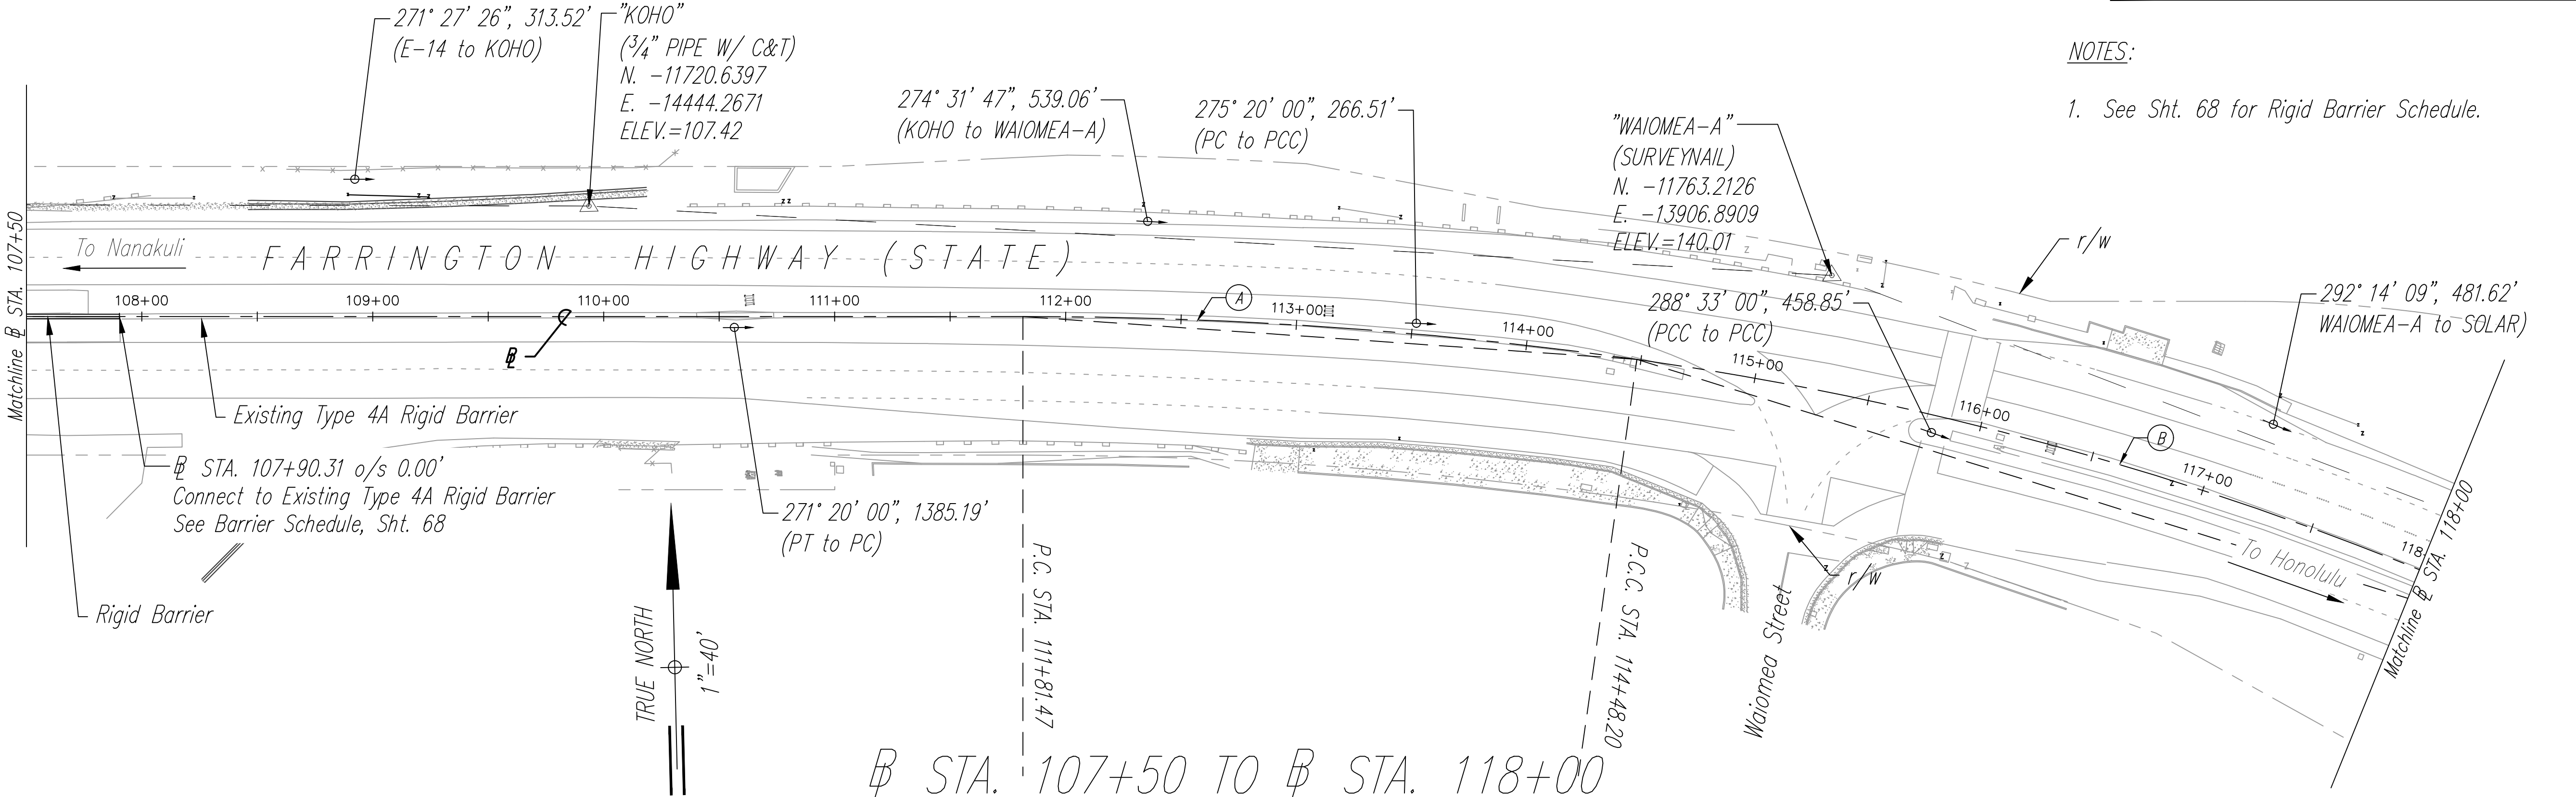 271° 27' 26", 313.52'
(E-14 to KOHO)
"KOHO"
(3/4" PIPE W/ C&T)
N. -11720.6397
E. -14444.2671
ELEV.=107.42
274° 31' 47", 539.06'
(KOHO to WAIOMEA-A)
275° 20' 00", 266.51'
(PC to PCC)
"WAIOMEA-A"
(SURVEYNAIL)
N. -11763.2126
E. -13906.8909
ELEV.=140.01
NOTES:
1. See Sht. 68 for Rigid Barrier Schedule.
r/w
292° 14' 09", 481.62'
WAIOMEA-A to SOLAR)
288° 33' 00", 458.85'
(PCC to PCC)
Matchline BL STA. 107+50
To Nanakuli
FARRINGTON HIGHWAY (STATE)
108+00
109+00
110+00
111+00
112+00
113+00
114+00
115+00
116+00
117+00
118
A
B
BL
Existing Type 4A Rigid Barrier
BL STA. 107+90.31 o/s 0.00'
Connect to Existing Type 4A Rigid Barrier
See Barrier Schedule, Sht. 68
Rigid Barrier
271° 20' 00", 1385.19'
(PT to PC)
TRUE NORTH
1"=40'
P.C. STA. 111+81.47
P.C.C. STA. 114+48.20
Waiomea Street
r/w
To Honolulu
Matchline BL STA. 118+00
BL STA. 107+50 TO BL STA. 118+00